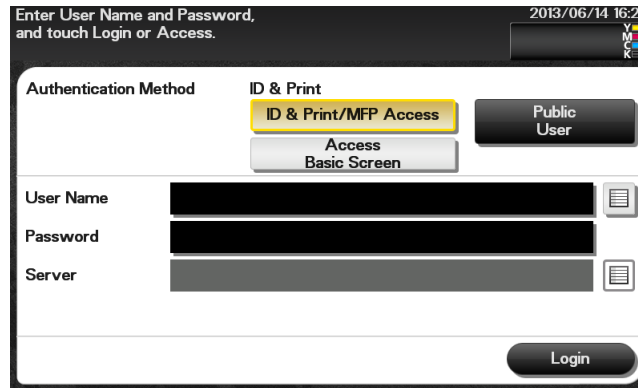 Enter User Name and Password,
and touch Login or Access.
2013/06/14 16:2
Y
M
C
K
Authentication Method
ID & Print
ID & Print/MFP Access
Access
Basic Screen
Public
User
User Name
Password
Server
Login